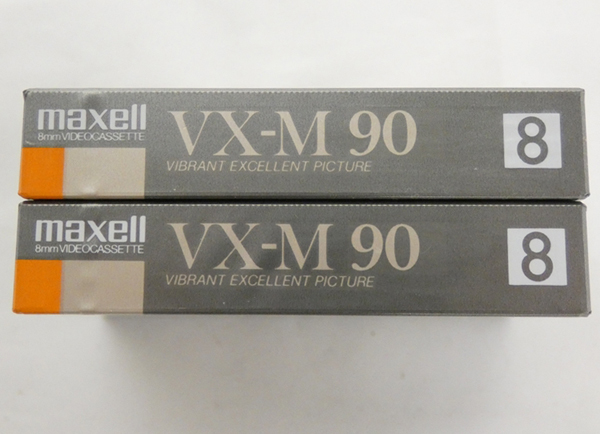 maxell
8mm VIDEOCASSETTE
VX-M 90
VIBRANT EXCELLENT PICTURE
8
maxell
8mm VIDEOCASSETTE
VX-M 90
VIBRANT EXCELLENT PICTURE
8